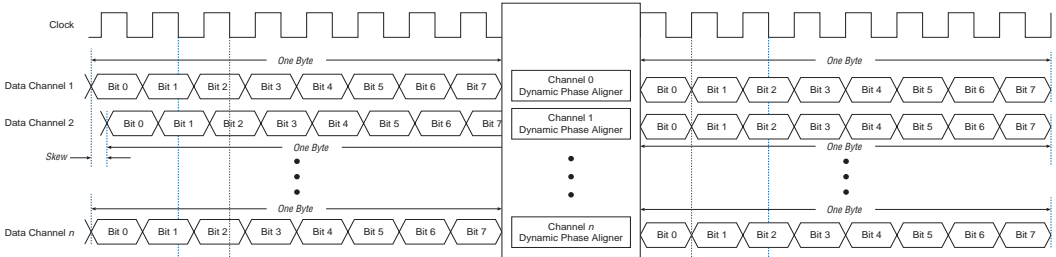 Clock
One Byte
One Byte
Data Channel 1
Bit 0 Bit 1 Bit 2 Bit 3 Bit 4 Bit 5 Bit 6 Bit 7
Channel 0
Dynamic Phase Aligner
Bit 0 Bit 1 Bit 2 Bit 3 Bit 4 Bit 5 Bit 6 Bit 7
Data Channel 2
Bit 0 Bit 1 Bit 2 Bit 3 Bit 4 Bit 5 Bit 6 Bit 7
Channel 1
Dynamic Phase Aligner
Bit 0 Bit 1 Bit 2 Bit 3 Bit 4 Bit 5 Bit 6 Bit 7
Skew
One Byte
One Byte
One Byte
One Byte
Data Channel n
Bit 0 Bit 1 Bit 2 Bit 3 Bit 4 Bit 5 Bit 6 Bit 7
Channel n
Dynamic Phase Aligner
Bit 0 Bit 1 Bit 2 Bit 3 Bit 4 Bit 5 Bit 6 Bit 7